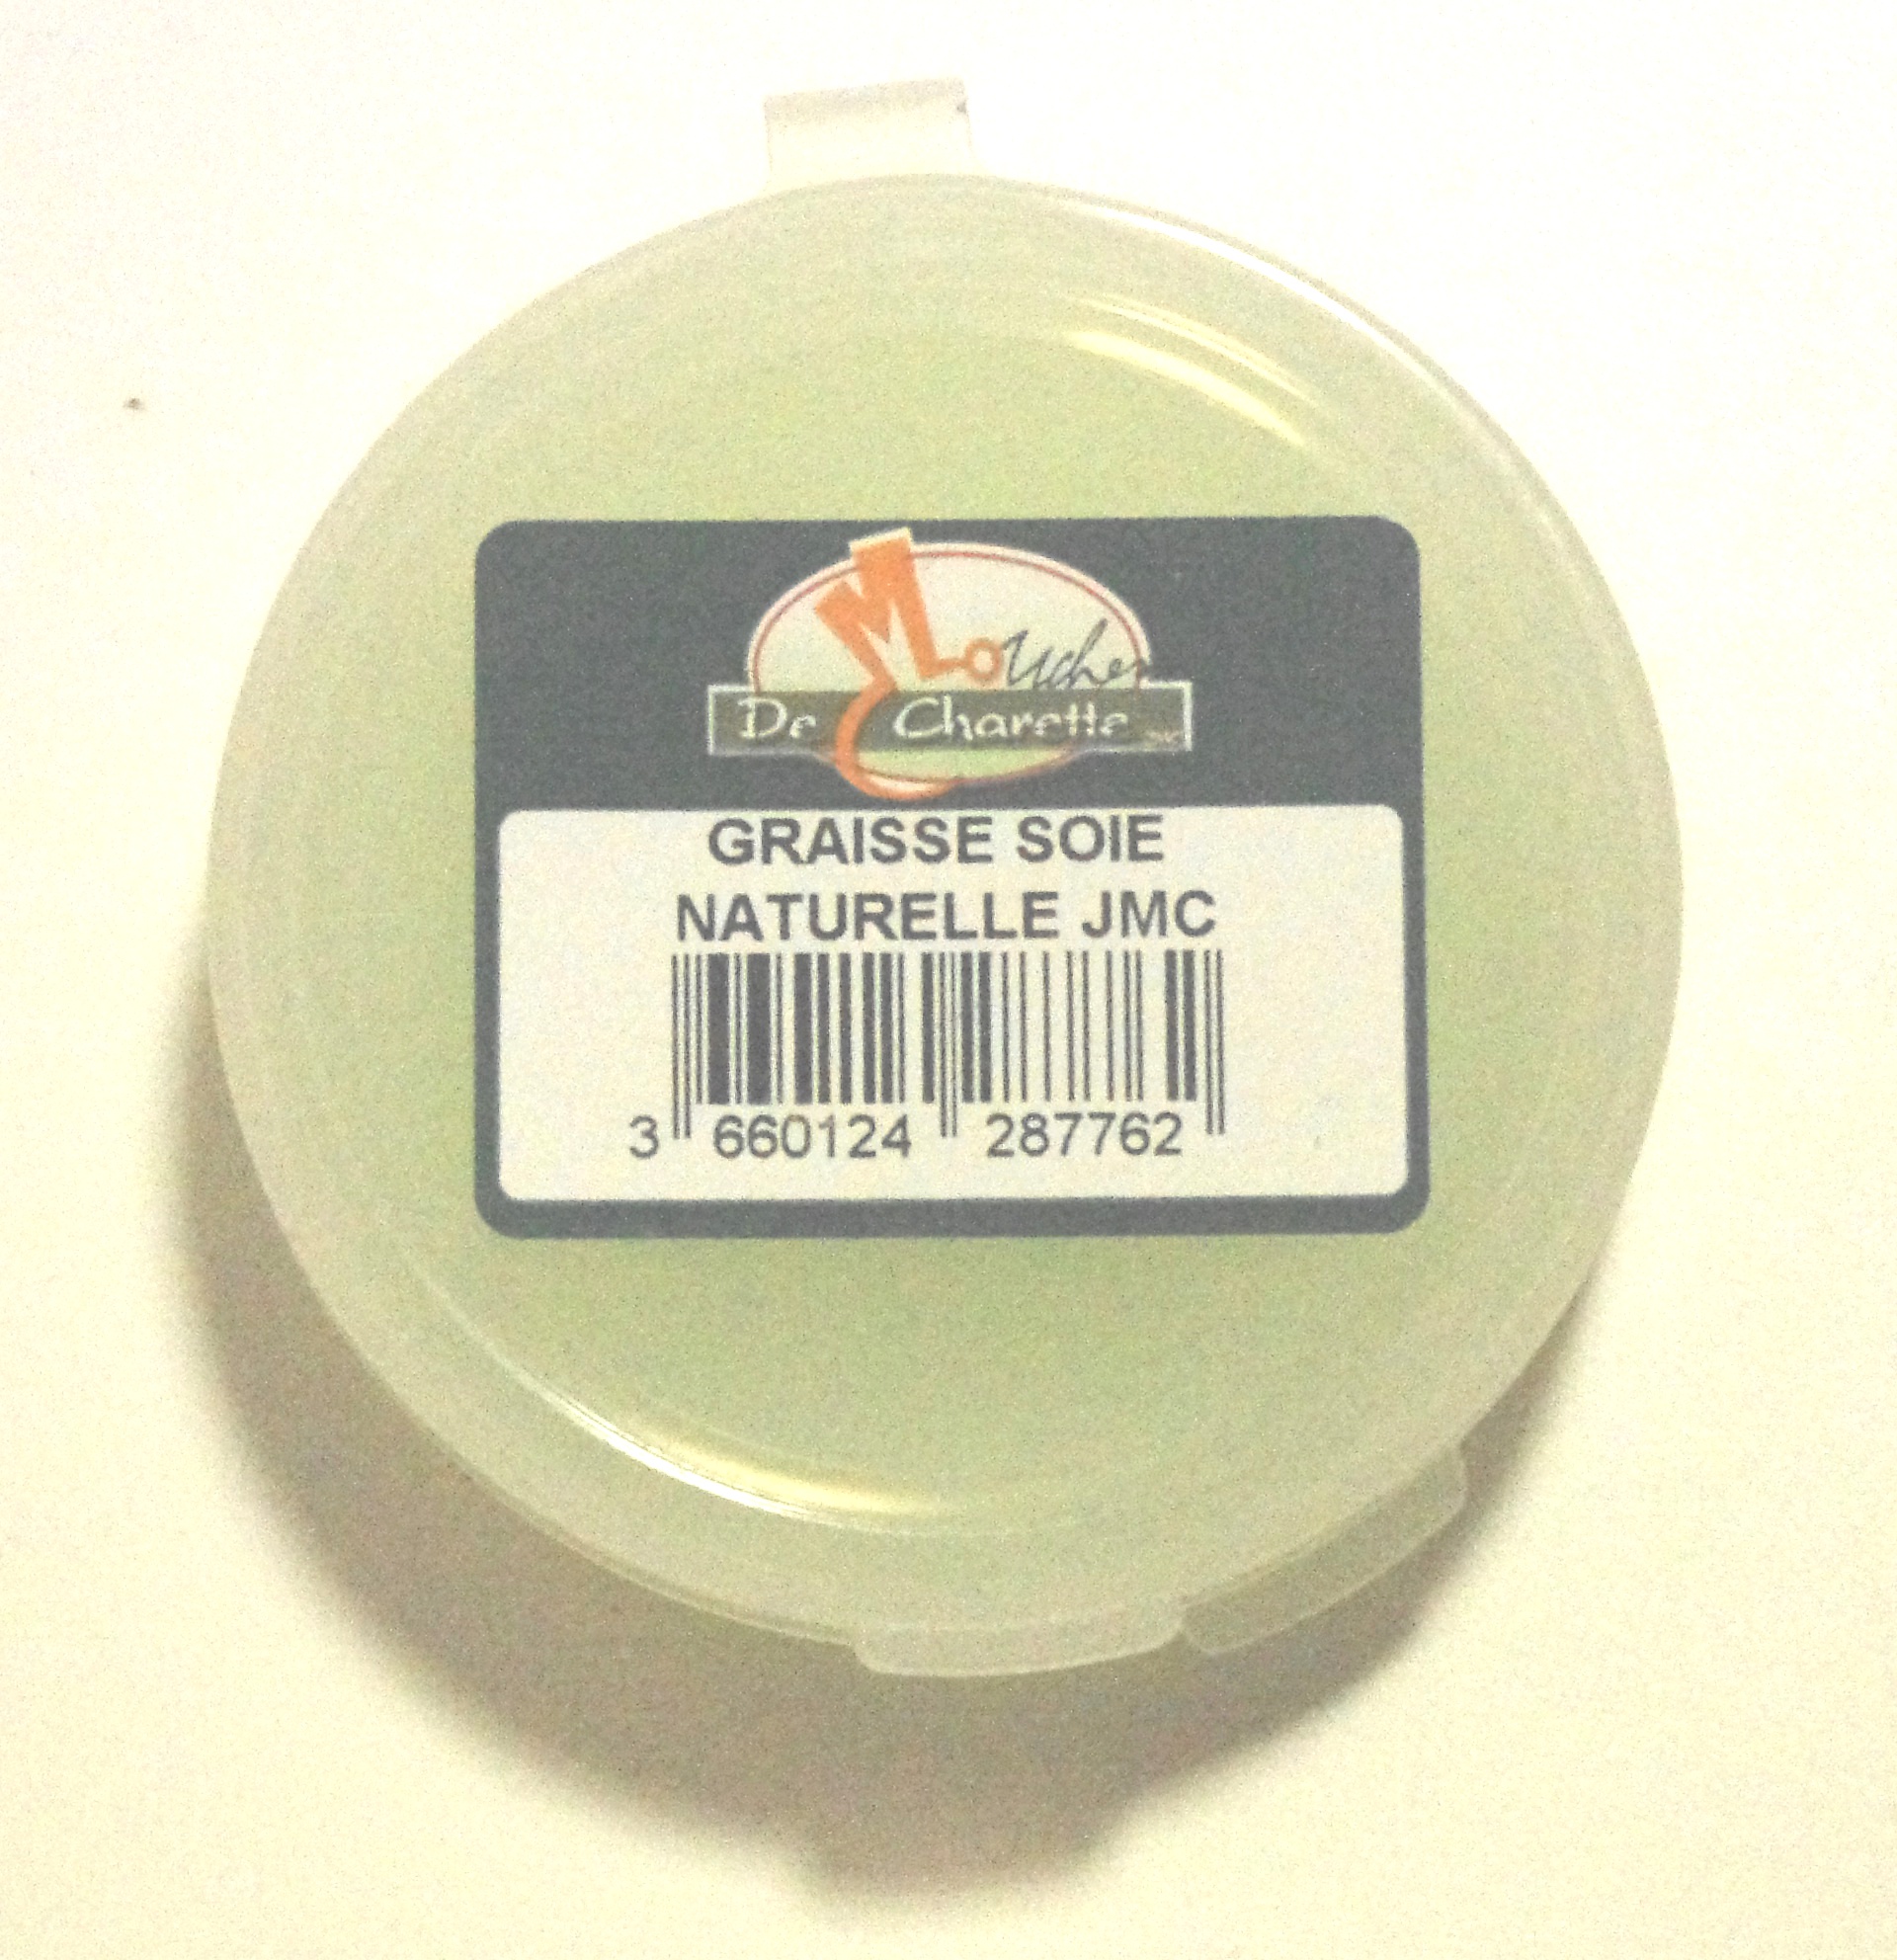 Mouches
De Charette
GRAISSE SOIE
NATURELLE JMC
3 660124 287762